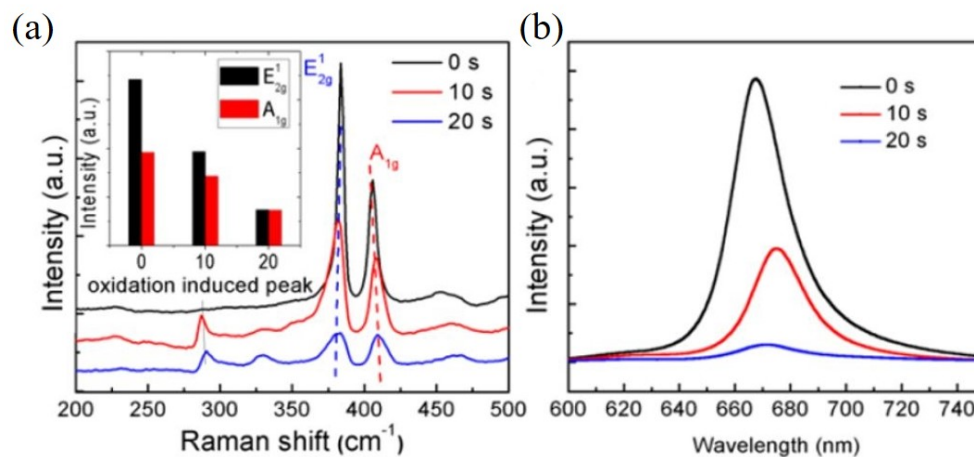 (a)
Intensity (a.u.)
Intensity (a.u.)
E¹₂g
A₁g
0
10
20
oxidation induced peak
E¹₂g
A₁g
0 s
10 s
20 s
200
250
300
350
400
450
500
Raman shift (cm⁻¹)
(b)
Intensity (a.u.)
0 s
10 s
20 s
600
620
640
660
680
700
720
740
Wavelength (nm)